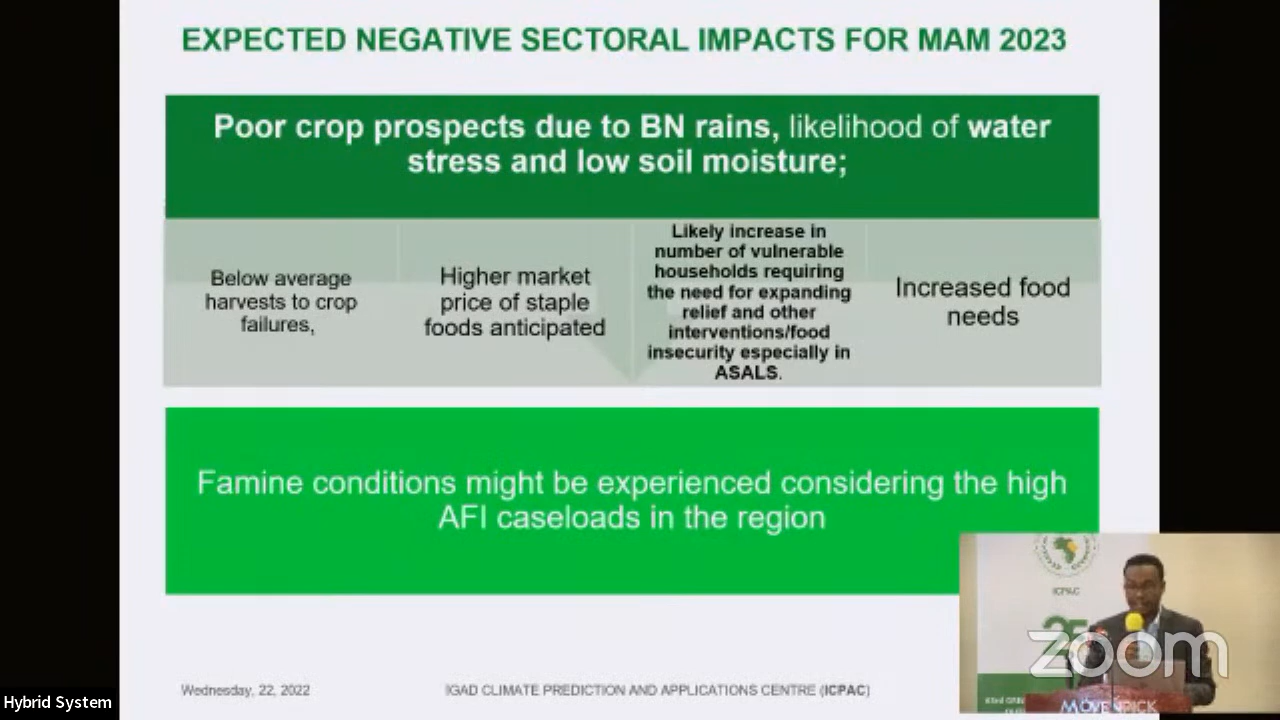 EXPECTED NEGATIVE SECTORAL IMPACTS FOR MAM 2023
Poor crop prospects due to BN rains, likelihood of water
stress and low soil moisture;
Below average
harvests to crop
failures,
Higher market
price of staple
foods anticipated
Likely increase in
number of vulnerable
households requiring
the need for expanding
relief and other
interventions/food
insecurity especially in
ASALS.
Increased food
needs
Famine conditions might be experienced considering the high
AFI caseloads in the region
ICPAC
25
zoom
MÖVENPICK
Wednesday, 22, 2022
IGAD CLIMATE PREDICTION AND APPLICATIONS CENTRE (ICPAC)
Hybrid System